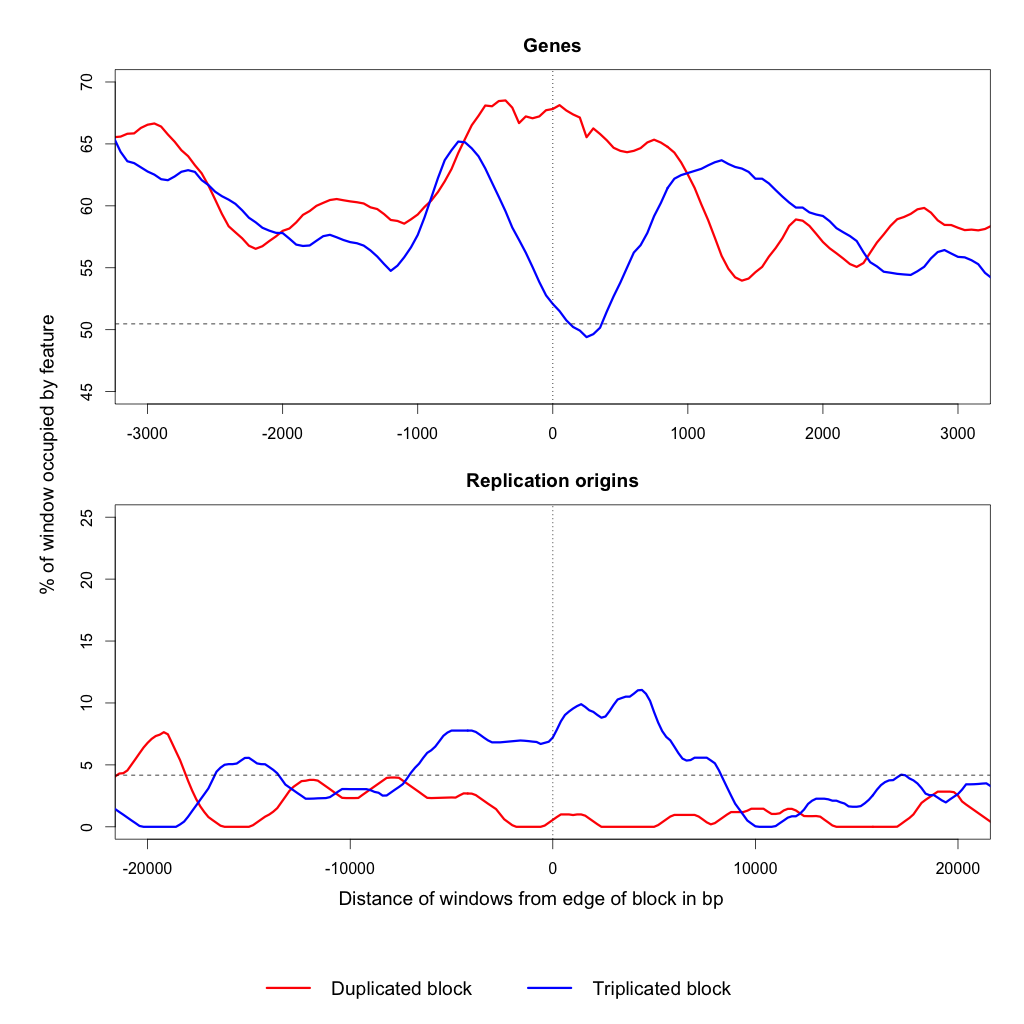 Genes
70
65
60
55
50
45
-3000 -2000 -1000 0 1000 2000 3000
% of window occupied by feature
Replication origins
25
20
15
10
5
0
-20000 -10000 0 10000 20000
Distance of windows from edge of block in bp
Duplicated block Triplicated block